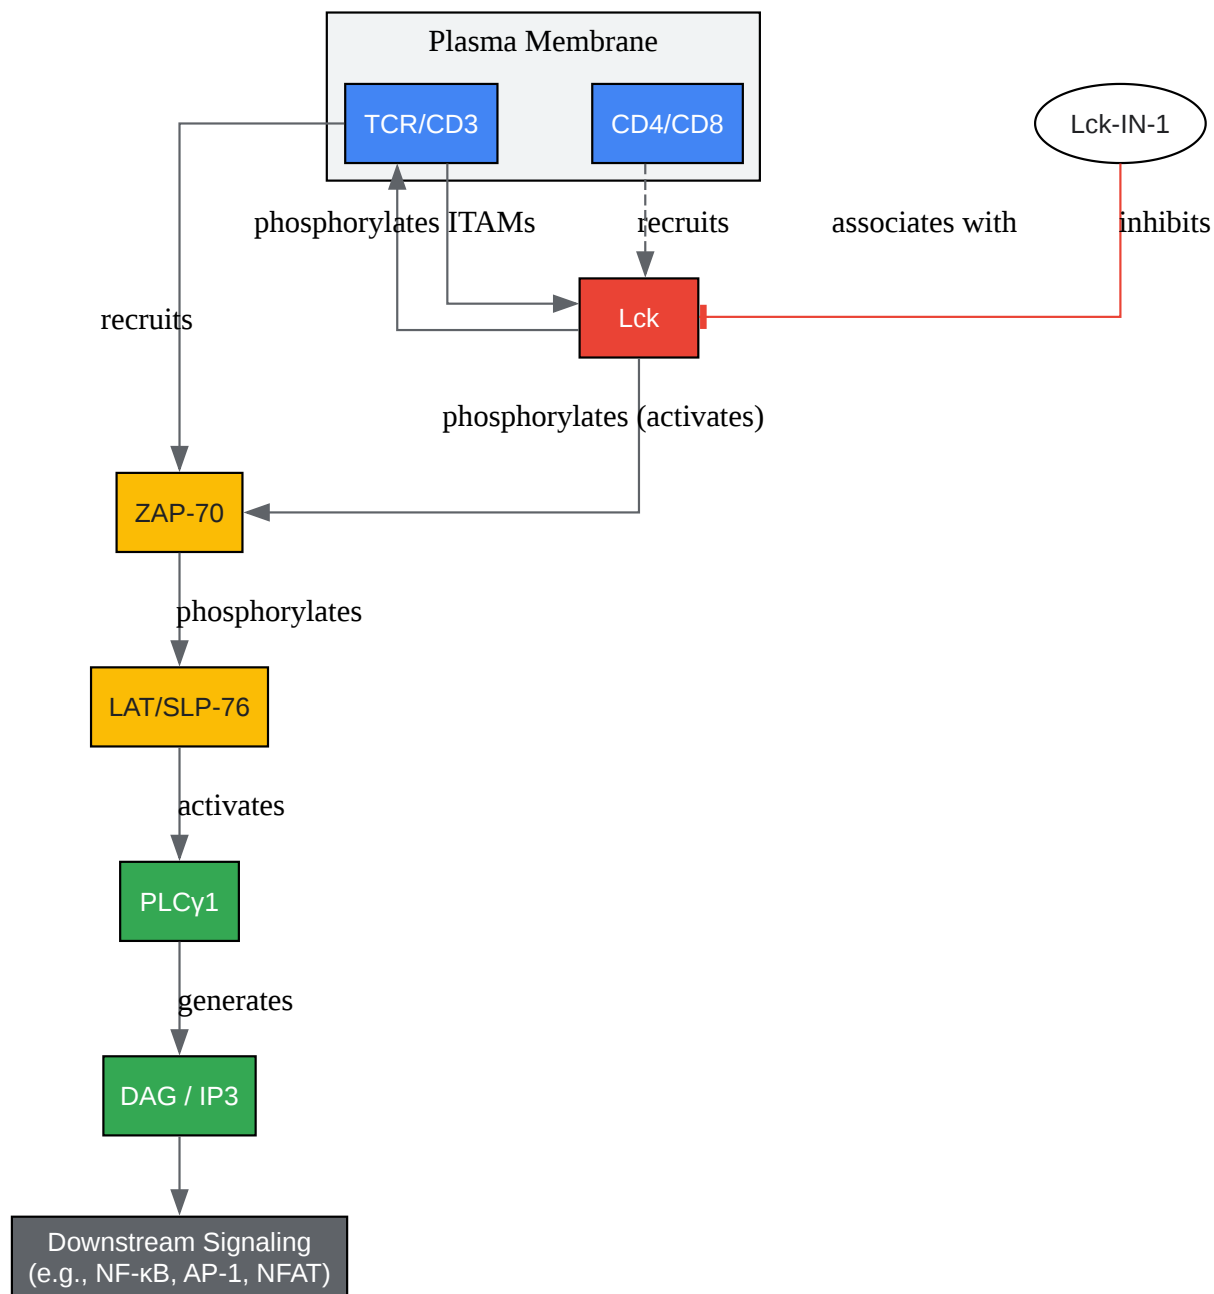 Plasma Membrane
TCR/CD3
CD4/CD8
Lck-IN-1
phosphorylates ITAMs
recruits
associates with
inhibits
recruits
Lck
phosphorylates (activates)
ZAP-70
phosphorylates
LAT/SLP-76
activates
PLCγ1
generates
DAG / IP3
Downstream Signaling
(e.g., NF-κB, AP-1, NFAT)